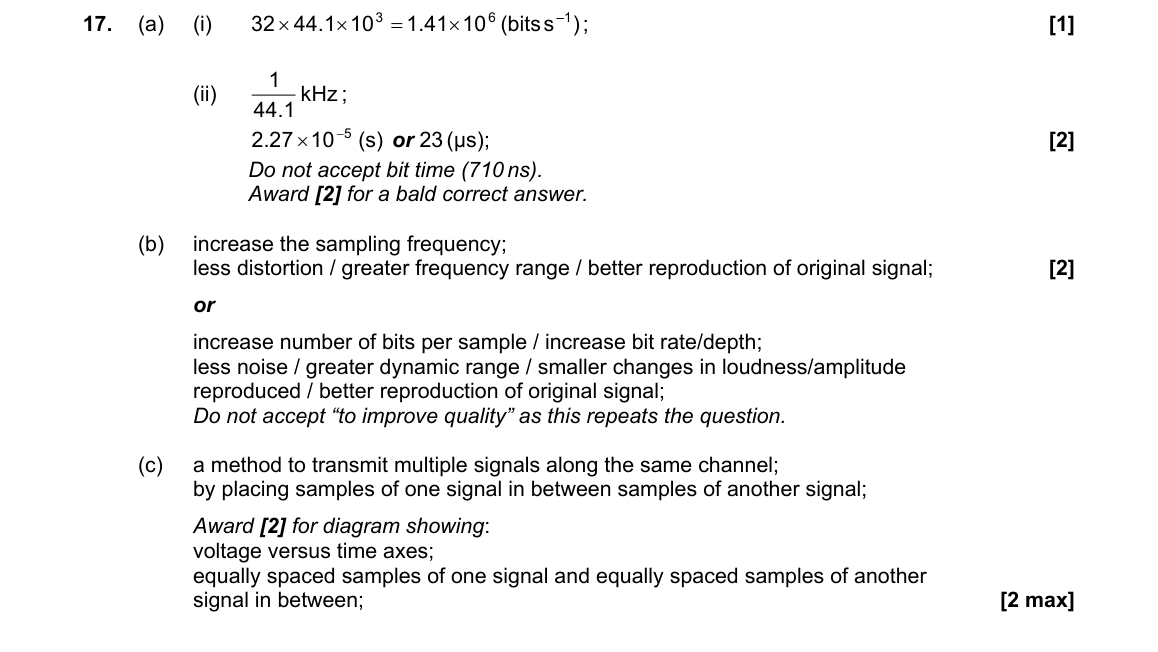 17. (a) (i) 32 × 44.1× 10³ = 1.41× 10⁶ (bits s⁻¹) ; [1]
(ii) 1/44.1 kHz ;
2.27 × 10⁻⁵ (s) or 23 (μs); [2]
Do not accept bit time (710 ns).
Award [2] for a bald correct answer.
(b) increase the sampling frequency;
less distortion / greater frequency range / better reproduction of original signal; [2]
or
increase number of bits per sample / increase bit rate/depth;
less noise / greater dynamic range / smaller changes in loudness/amplitude
reproduced / better reproduction of original signal;
Do not accept “to improve quality” as this repeats the question.
(c) a method to transmit multiple signals along the same channel;
by placing samples of one signal in between samples of another signal;
Award [2] for diagram showing:
voltage versus time axes;
equally spaced samples of one signal and equally spaced samples of another
signal in between; [2 max]